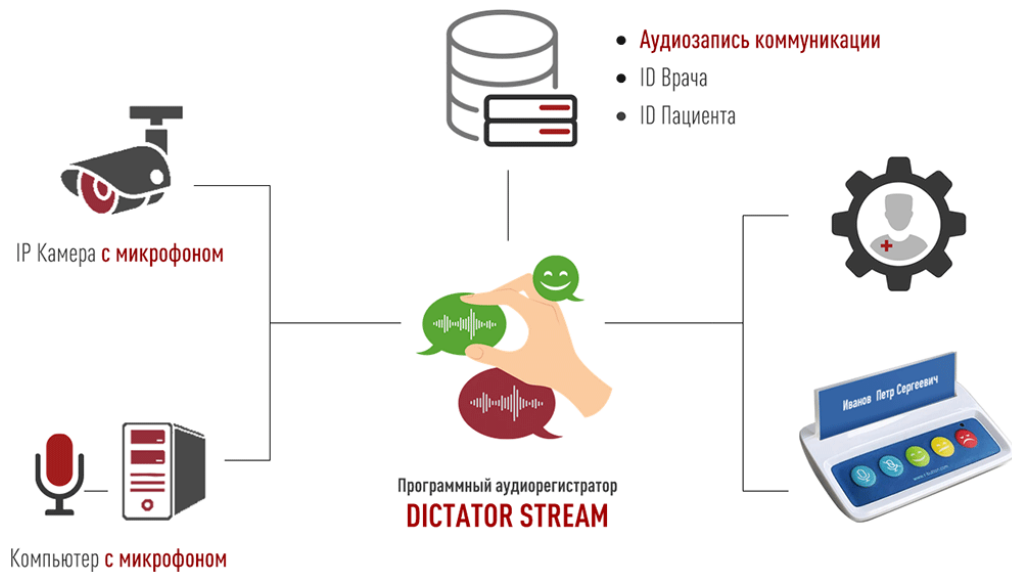 Аудиозапись коммуникации
ID Врача
ID Пациента
IP Камера с микрофоном
Иванов Петр Сергеевич
Программный аудиорегистратор
DICTATOR STREAM
Компьютер с микрофоном